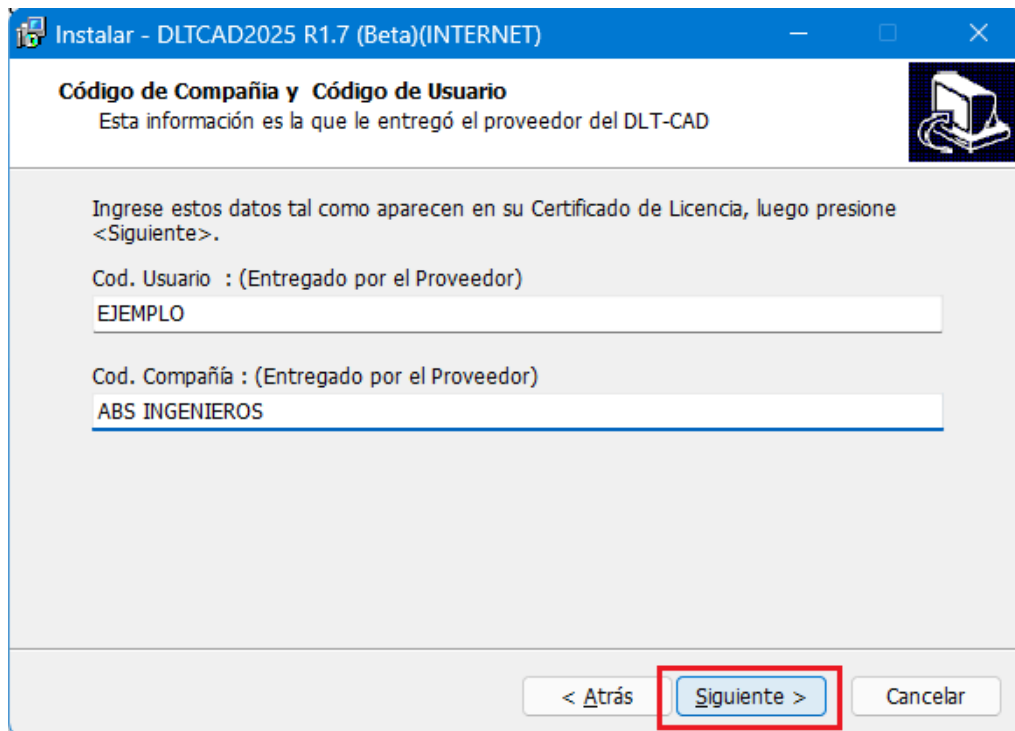 Instalar - DLTCAD2025 R1.7 (Beta)(INTERNET)
Código de Compañia y Código de Usuario
Esta información es la que le entregó el proveedor del DLT-CAD
Ingrese estos datos tal como aparecen en su Certificado de Licencia, luego presione
<Siguiente>.
Cod. Usuario : (Entregado por el Proveedor)
EJEMPLO
Cod. Compañía : (Entregado por el Proveedor)
ABS INGENIEROS
< Atrás Siguiente > Cancelar